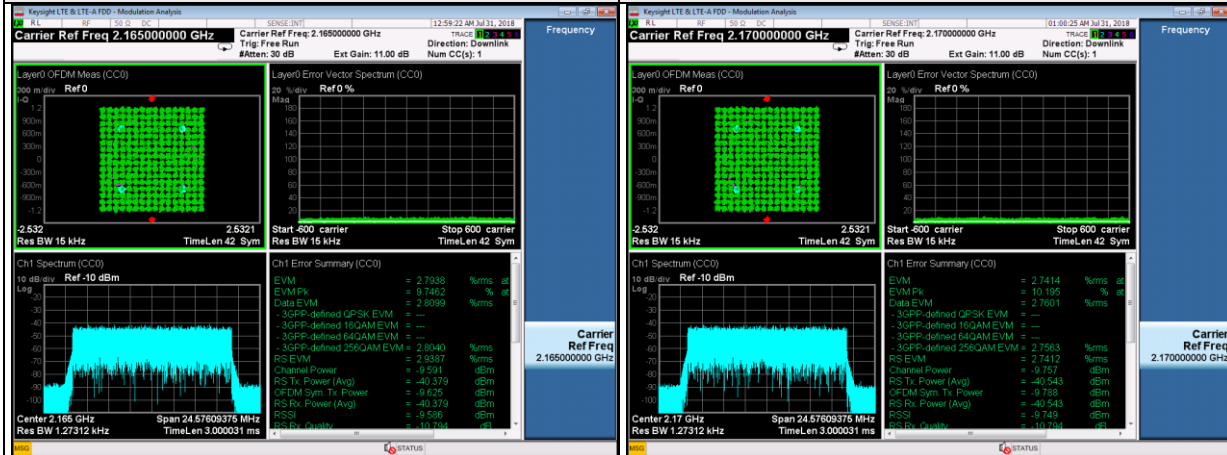 Keysight LTE & LTE-A FDD - Modulation Analysis
RL RF 50 Ω DC SENSE:INT 12:59:22 AM Jul 31, 2018
Carrier Ref Freq 2.165000000 GHz
Carrier Ref Freq: 2.165000000 GHz
Trig: Free Run
#Atten: 30 dB Ext Gain: 11.00 dB
TRACE 1 2 3 4 5 6
Direction: Downlink
Num CC(s): 1
Frequency
Layer0 OFDM Meas (CC0)
300 m/div Ref 0
I-Q
1.2
900m
600m
300m
0
-300m
-600m
-900m
-1.2
-2.532 2.5321
Res BW 15 kHz TimeLen 42 Sym
Layer0 Error Vector Spectrum (CC0)
20 %/div Ref 0 %
Mag
180
160
140
120
100
80
60
40
20
Start -600 carrier Stop 600 carrier
Res BW 15 kHz TimeLen 42 Sym
Ch1 Spectrum (CC0)
10 dB/div Ref -10 dBm
Log
-20
-30
-40
-50
-60
-70
-80
-90
-100
Center 2.165 GHz Span 24.57609375 MHz
Res BW 1.27312 kHz TimeLen 3.000031 ms
Ch1 Error Summary (CC0)
EVM = 2.7938 %rms at
EVM Pk = 9.7462 % at
Data EVM = 2.8099 %rms
- 3GPP-defined QPSK EVM = ---
- 3GPP-defined 16QAM EVM = ---
- 3GPP-defined 64QAM EVM = ---
- 3GPP-defined 256QAM EVM = 2.8040 %rms
RS EVM = 2.9387 %rms
Channel Power = -9.591 dBm
RS Tx. Power (Avg) = -40.379 dBm
OFDM Sym. Tx. Power = -9.625 dBm
RS Rx. Power (Avg) = -40.379 dBm
RSSI = -9.586 dBm
RS Rx. Quality = -10.794 dB
Carrier
Ref Freq
2.165000000 GHz
MSG STATUS
Keysight LTE & LTE-A FDD - Modulation Analysis
RL RF 50 Ω DC SENSE:INT 01:00:25 AM Jul 31, 2018
Carrier Ref Freq 2.170000000 GHz
Carrier Ref Freq: 2.170000000 GHz
Trig: Free Run
#Atten: 30 dB Ext Gain: 11.00 dB
TRACE 1 2 3 4 5 6
Direction: Downlink
Num CC(s): 1
Frequency
Layer0 OFDM Meas (CC0)
300 m/div Ref 0
I-Q
1.2
900m
600m
300m
0
-300m
-600m
-900m
-1.2
-2.532 2.5321
Res BW 15 kHz TimeLen 42 Sym
Layer0 Error Vector Spectrum (CC0)
20 %/div Ref 0 %
Mag
180
160
140
120
100
80
60
40
20
Start -600 carrier Stop 600 carrier
Res BW 15 kHz TimeLen 42 Sym
Ch1 Spectrum (CC0)
10 dB/div Ref -10 dBm
Log
-20
-30
-40
-50
-60
-70
-80
-90
-100
Center 2.17 GHz Span 24.57609375 MHz
Res BW 1.27312 kHz TimeLen 3.000031 ms
Ch1 Error Summary (CC0)
EVM = 2.7414 %rms at
EVM Pk = 10.195 % at
Data EVM = 2.7601 %rms
- 3GPP-defined QPSK EVM = ---
- 3GPP-defined 16QAM EVM = ---
- 3GPP-defined 64QAM EVM = ---
- 3GPP-defined 256QAM EVM = 2.7563 %rms
RS EVM = 2.7412 %rms
Channel Power = -9.757 dBm
RS Tx. Power (Avg) = -40.543 dBm
OFDM Sym. Tx. Power = -9.788 dBm
RS Rx. Power (Avg) = -40.543 dBm
RSSI = -9.749 dBm
RS Rx. Quality = -10.794 dB
Carrier
Ref Freq
2.170000000 GHz
MSG STATUS